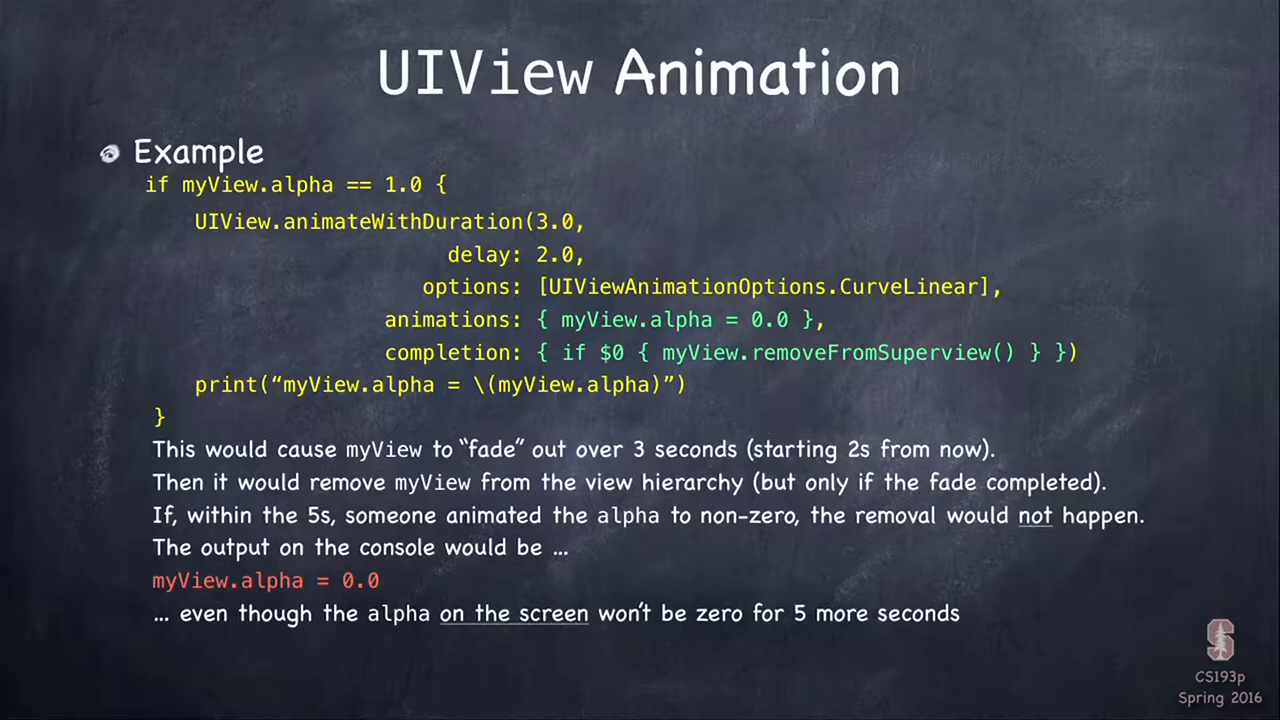 UIView Animation
Example
if myView.alpha == 1.0 {
UIView.animateWithDuration(3.0,
delay: 2.0,
options: [UIViewAnimationOptions.CurveLinear],
animations: { myView.alpha = 0.0 },
completion: { if $0 { myView.removeFromSuperview() } })
print(“myView.alpha = \(myView.alpha)”)
}
This would cause myView to “fade” out over 3 seconds (starting 2s from now).
Then it would remove myView from the view hierarchy (but only if the fade completed).
If, within the 5s, someone animated the alpha to non-zero, the removal would not happen.
The output on the console would be …
myView.alpha = 0.0
… even though the alpha on the screen won’t be zero for 5 more seconds
S
CS193p
Spring 2016